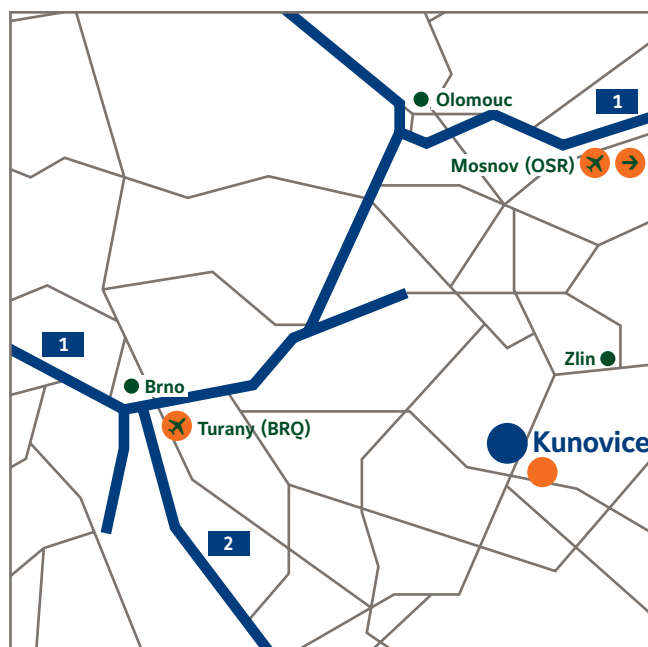 Olomouc
1
Mosnov (OSR)
1
Zlin
Brno
Turany (BRQ)
Kunovice
2